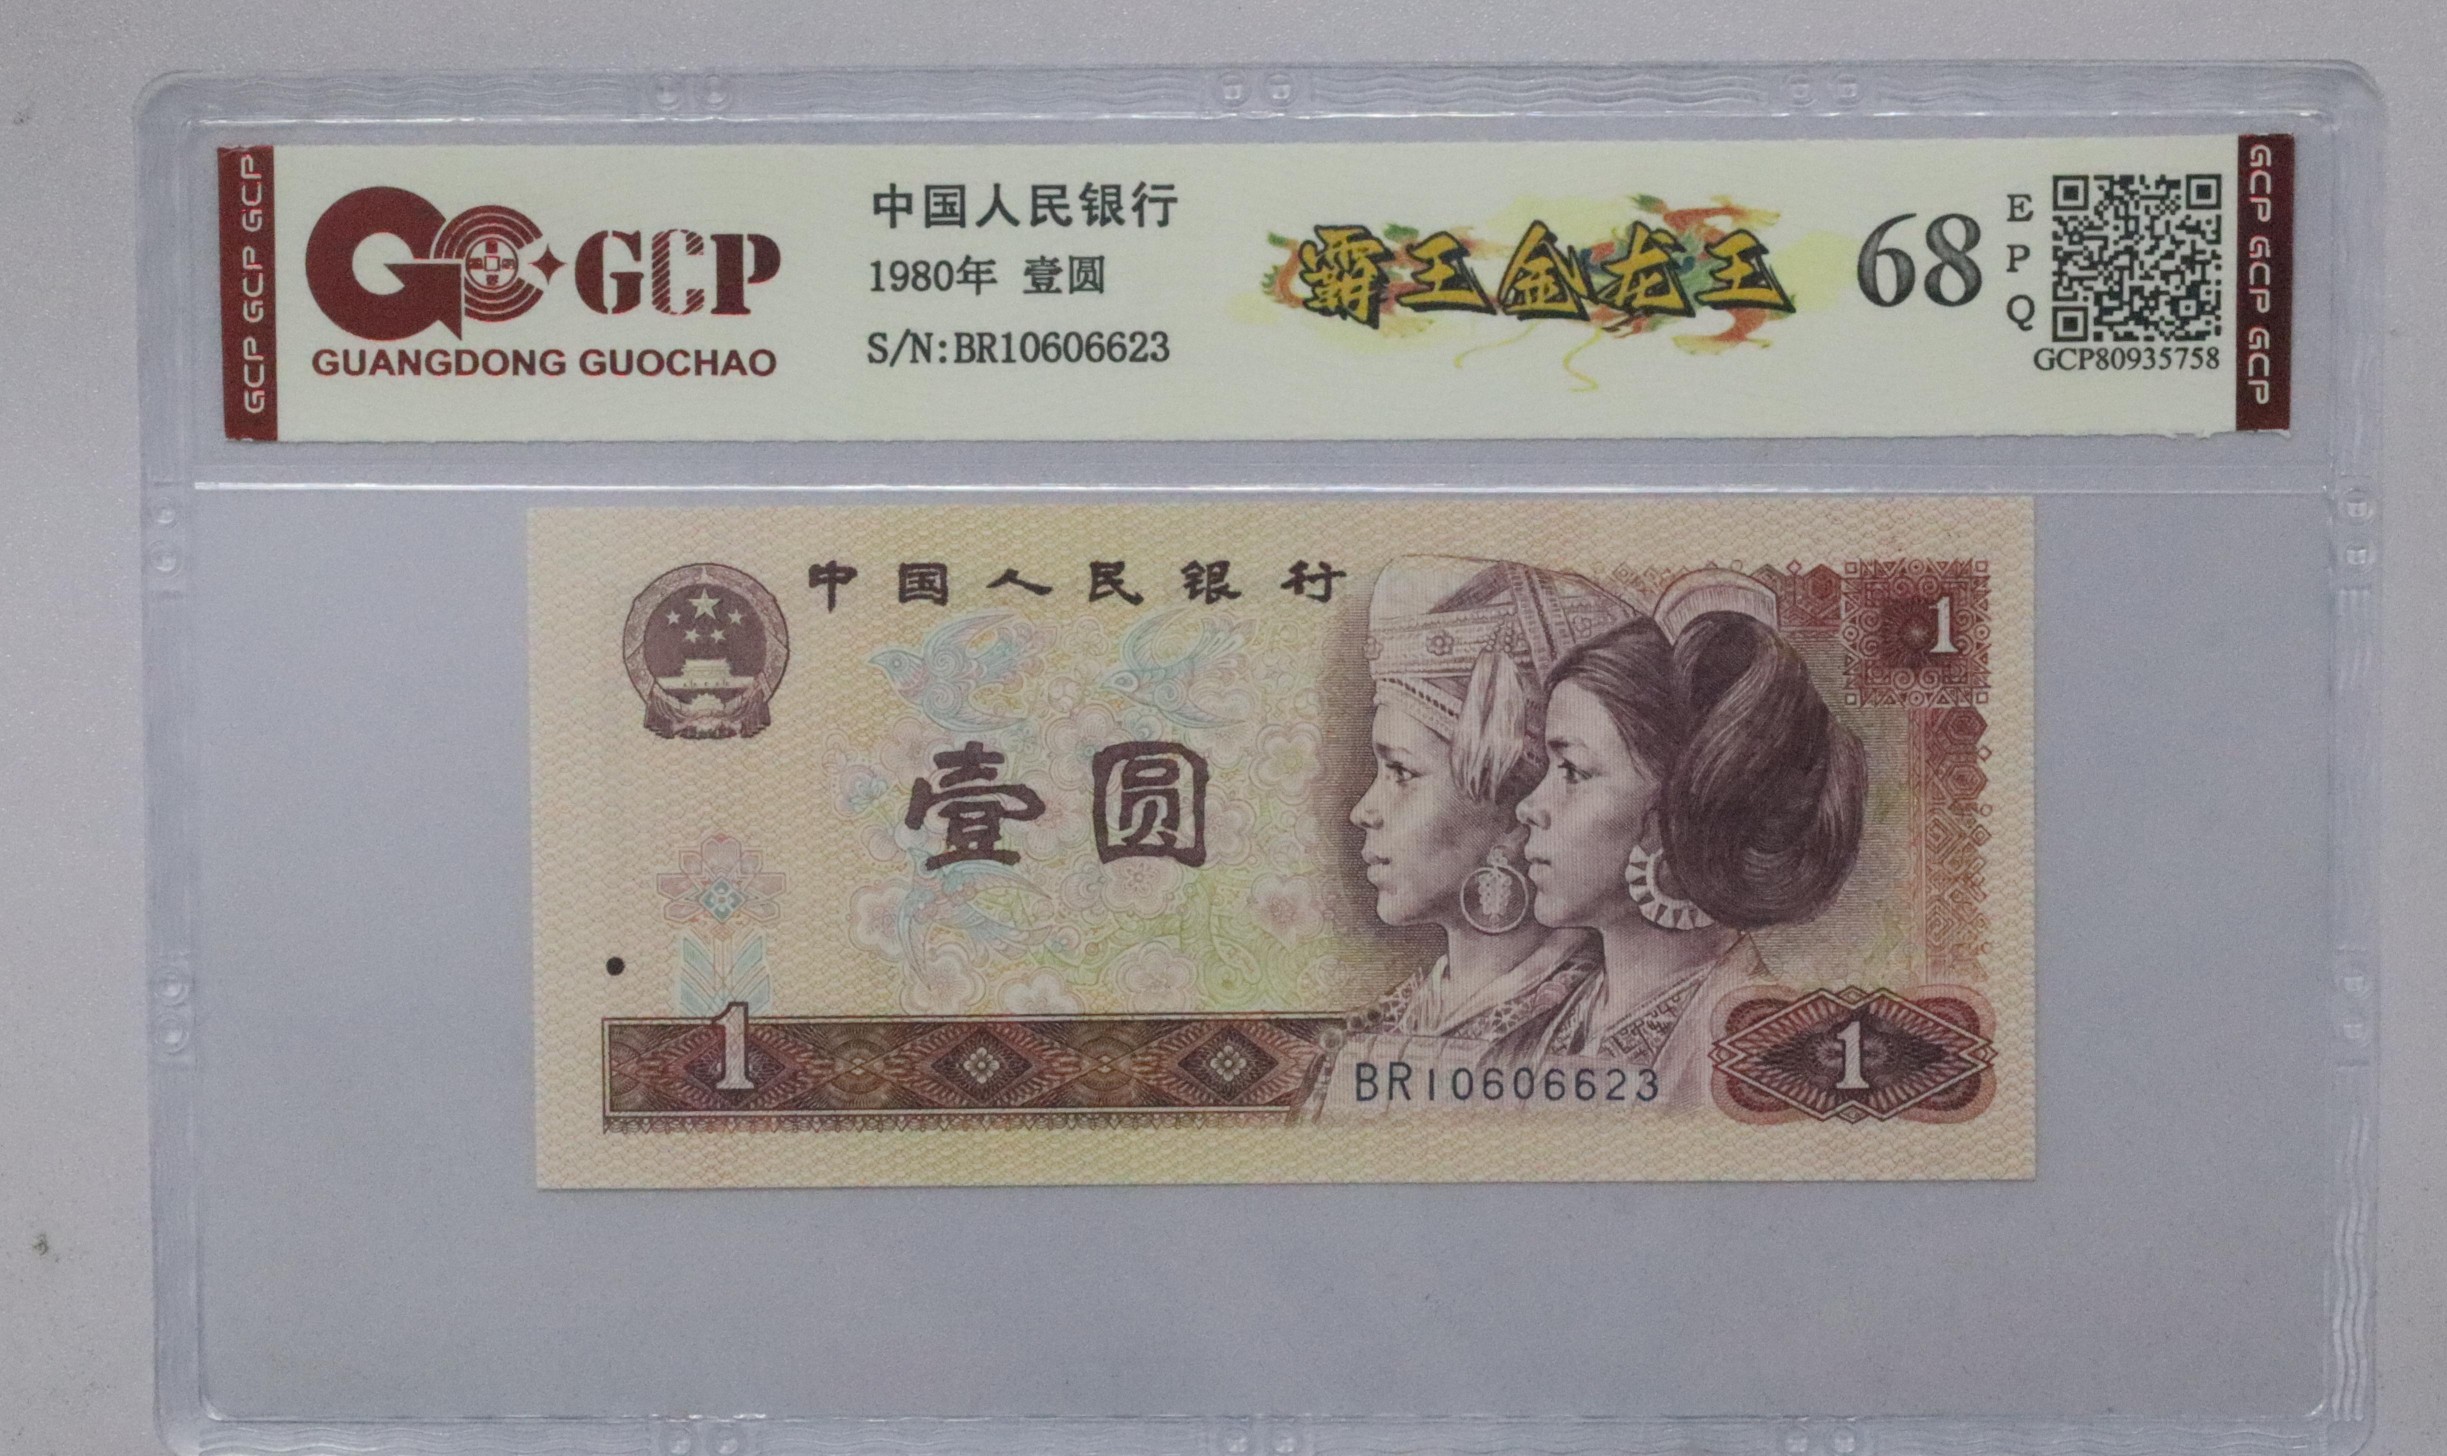 GCP GCP GCP
GCP
GUANGDONG GUOCHAO
中国人民银行
1980年 壹圆
S/N:BR10606623
霸王金龙王
68
E
P
Q
GCP80935758
GCP GCP GCP
中国人民银行
1
壹圆
1
BR10606623
1